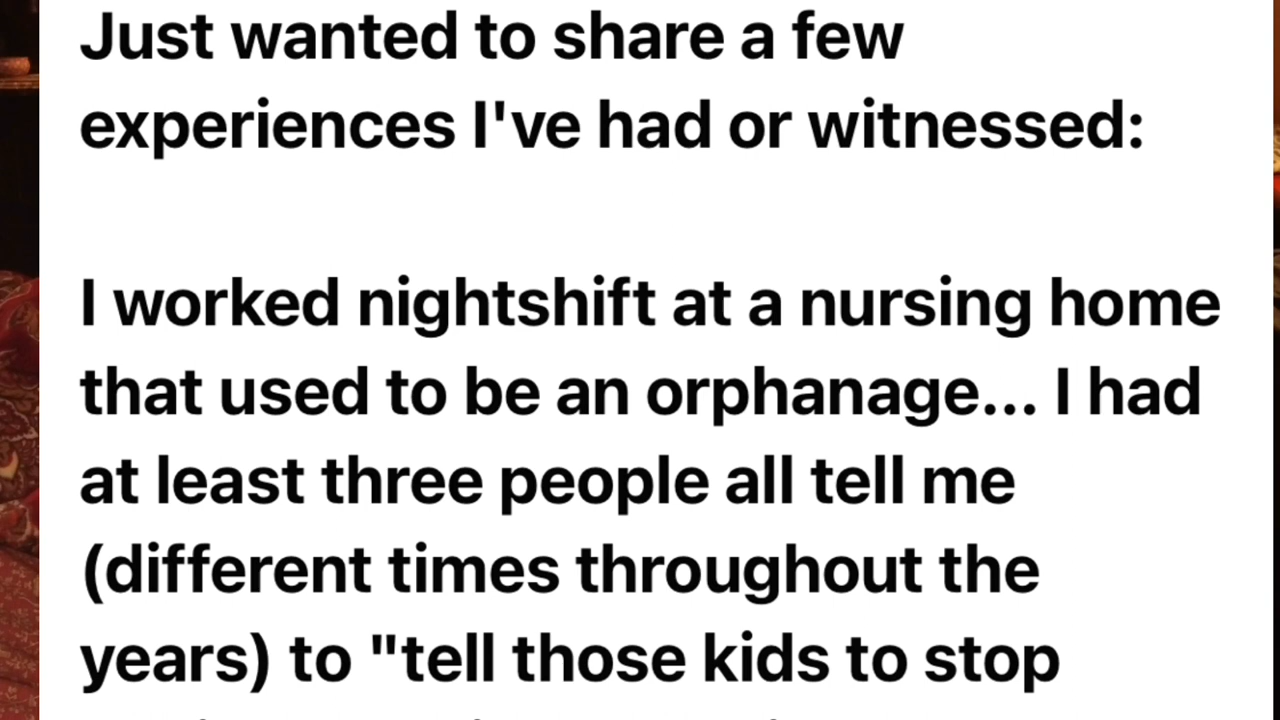 Just wanted to share a few
experiences I've had or witnessed:
I worked nightshift at a nursing home
that used to be an orphanage... I had
at least three people all tell me
(different times throughout the
years) to "tell those kids to stop